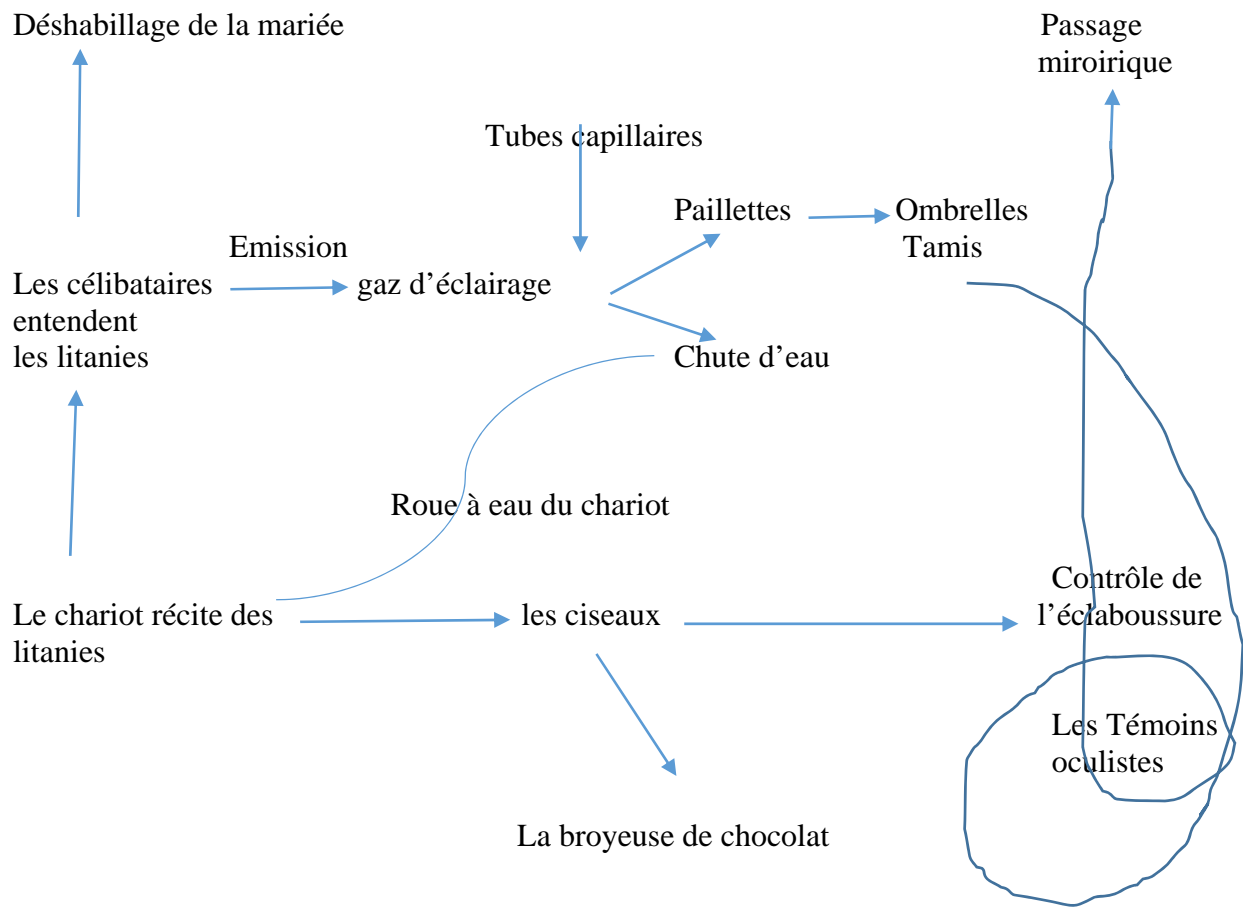 Déshabillage de la mariée
Passage
miroirique
Tubes capillaires
Paillettes
Ombrelles
Tamis
Emission
Les célibataires
entendent
les litanies
gaz d’éclairage
Chute d’eau
Roue à eau du chariot
Le chariot récite des
litanies
les ciseaux
Contrôle de
l’éclaboussure
Les Témoins
oculistes
La broyeuse de chocolat